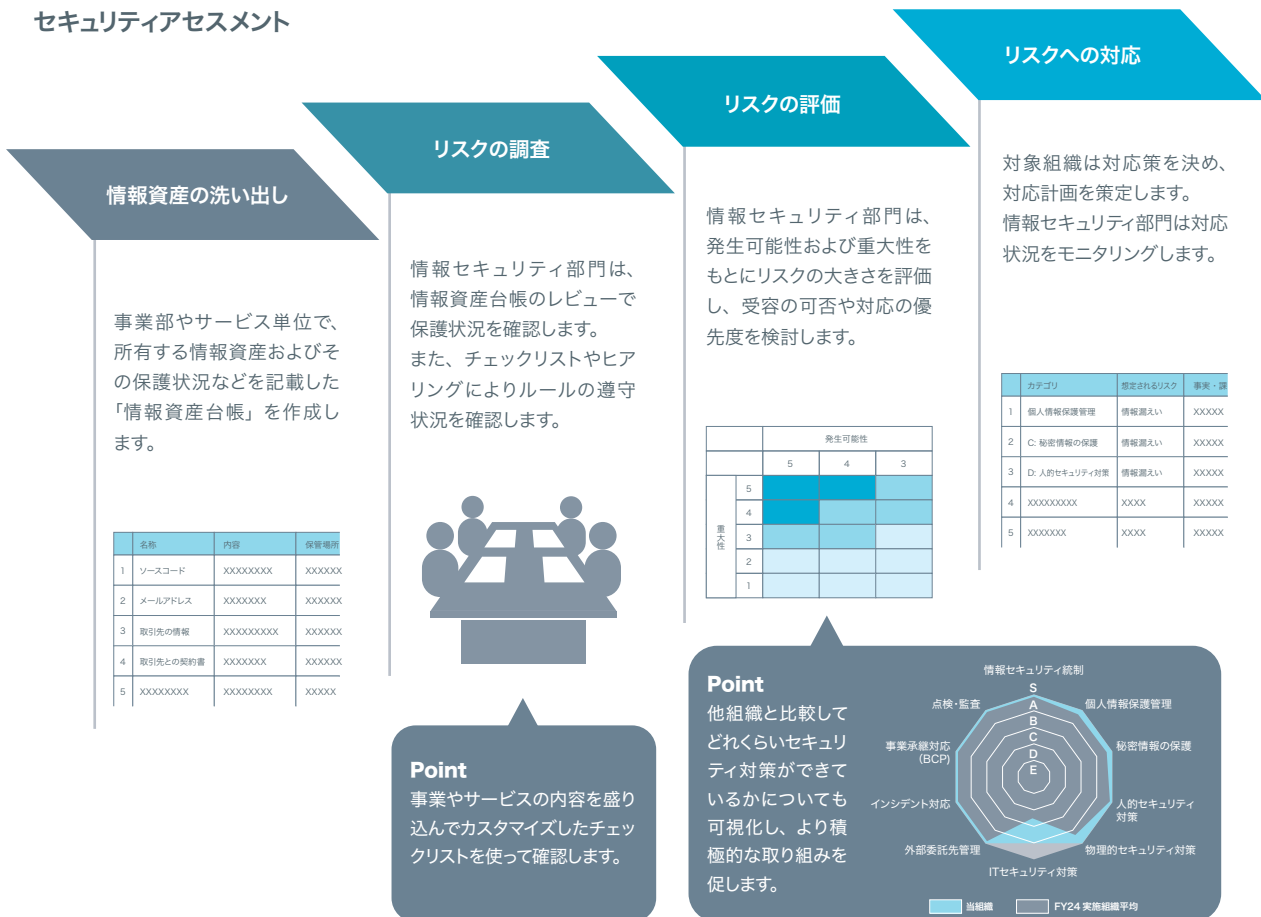 セキュリティアセスメント
情報資産の洗い出し
事業部やサービス単位で、
所有する情報資産およびそ
の保護状況などを記載した
「情報資産台帳」を作成し
ます。
名称 内容 保管場所
1 ソースコード XXXXXXXX XXXXXX
2 メールアドレス XXXXXXX XXXXXX
3 取引先の情報 XXXXXXXXX XXXXXX
4 取引先との契約書 XXXXXXX XXXXXX
5 XXXXXXXX XXXXXXXX XXXXX
リスクの調査
情報セキュリティ部門は、
情報資産台帳のレビューで
保護状況を確認します。
また、チェックリストやヒア
リングによりルールの遵守
状況を確認します。
Point
事業やサービスの内容を盛り
込んでカスタマイズしたチェッ
クリストを使って確認します。
リスクの評価
情報セキュリティ部門は、
発生可能性および重大性を
もとにリスクの大きさを評価
し、受容の可否や対応の優
先度を検討します。
発生可能性
5 4 3
重大性
5
4
3
2
1
Point
他組織と比較して
どれくらいセキュリ
ティ対策ができて
いるかについても
可視化し、より積
極的な取り組みを
促します。
情報セキュリティ統制
個人情報保護管理
秘密情報の保護
人的セキュリティ
対策
物理的セキュリティ対策
ITセキュリティ対策
外部委託先管理
インシデント対応
事業承継対応
(BCP)
点検・監査
S
A
B
C
D
E
当組織
FY24 実施組織平均
リスクへの対応
対象組織は対応策を決め、
対応計画を策定します。
情報セキュリティ部門は対応
状況をモニタリングします。
カテゴリ 想定されるリスク 事実・課
1 個人情報保護管理 情報漏えい XXXXX
2 C: 秘密情報の保護 情報漏えい XXXXX
3 D: 人的セキュリティ対策 情報漏えい XXXXX
4 XXXXXXXXX XXXX XXXXX
5 XXXXXXX XXXX XXXXX